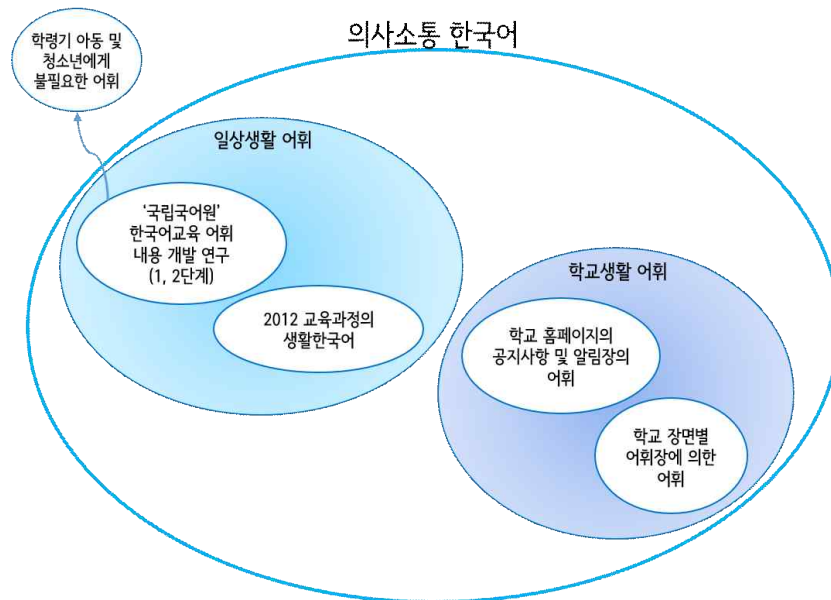 의사소통 한국어
학령기 아동 및
청소년에게
불필요한 어휘
일상생활 어휘
‘국립국어원’
한국어교육 어휘
내용 개발 연구
(1, 2단계)
2012 교육과정의
생활한국어
학교생활 어휘
학교 홈페이지의
공지사항 및 알림장의
어휘
학교 장면별
어휘장에 의한
어휘